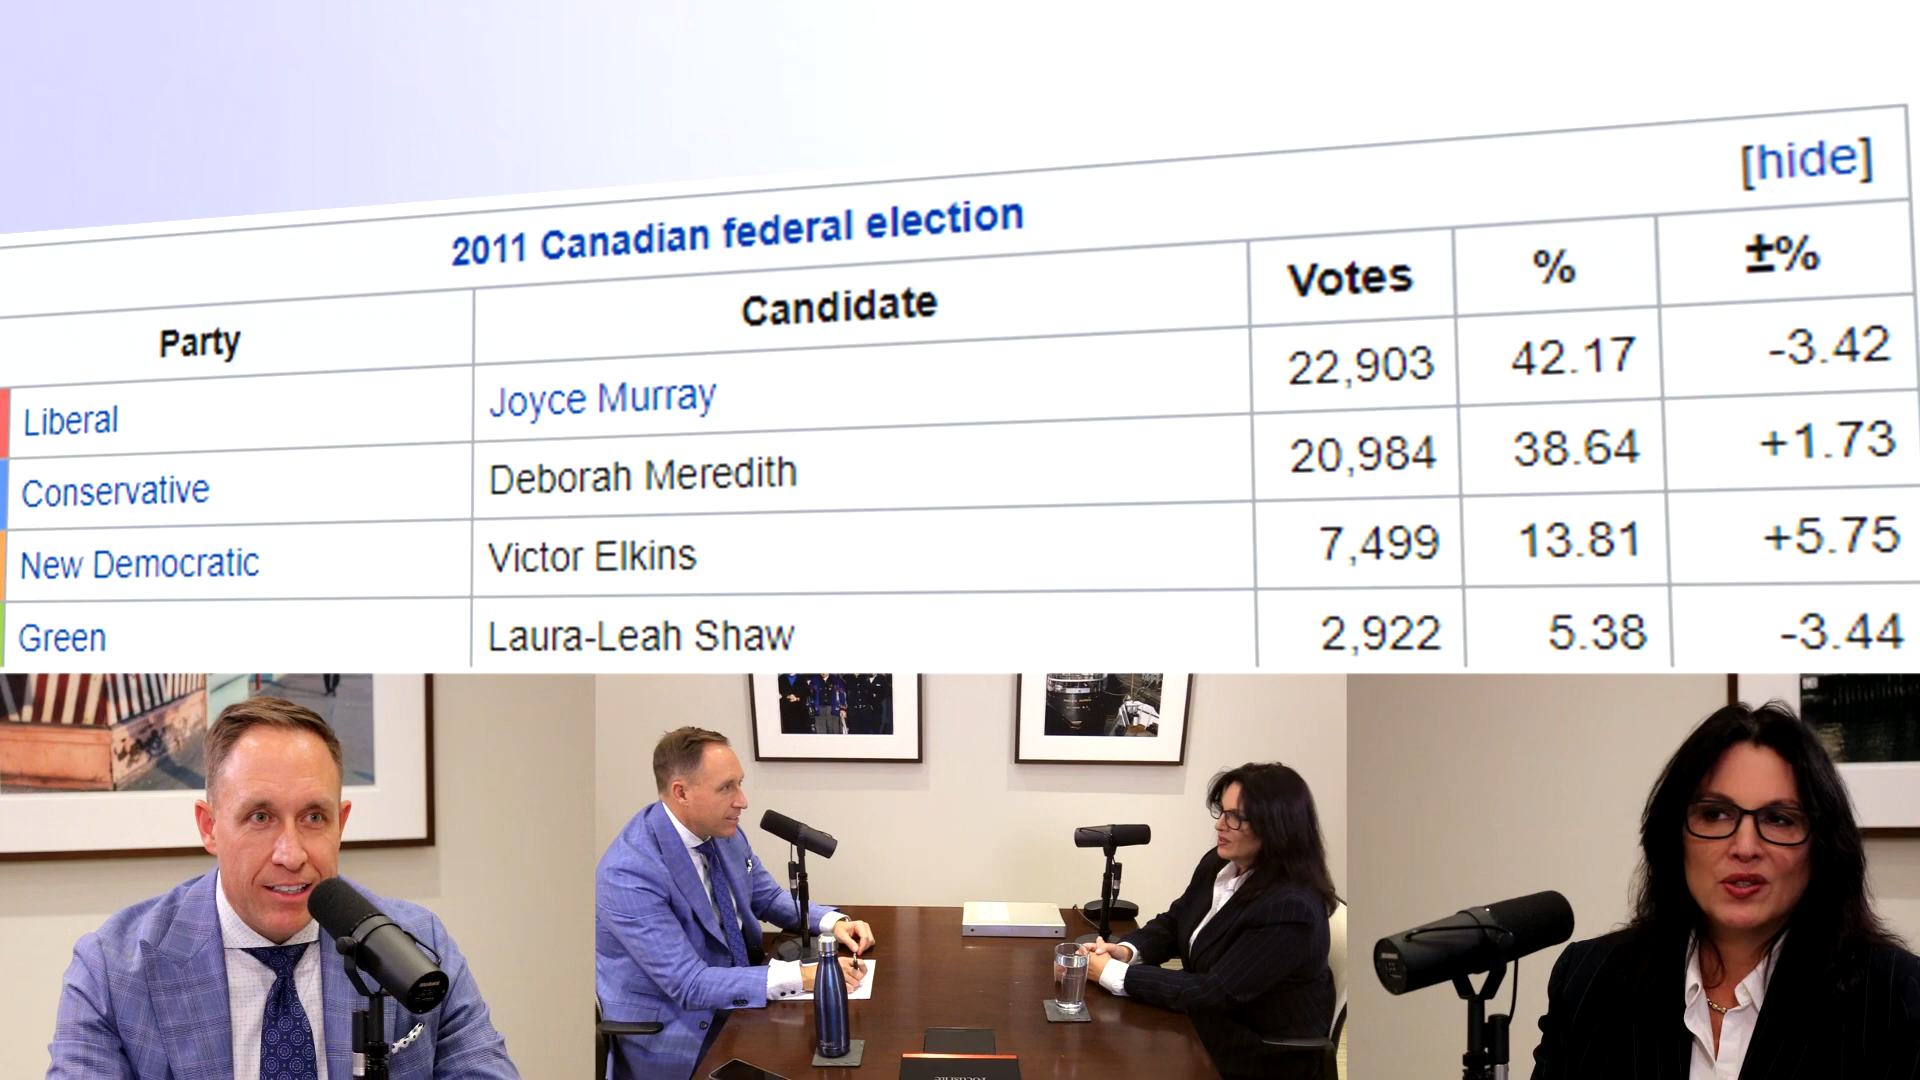 [hide]
2011 Canadian federal election
Party Candidate Votes % ±%
Liberal Joyce Murray 22,903 42.17 -3.42
Conservative Deborah Meredith 20,984 38.64 +1.73
New Democratic Victor Elkins 7,499 13.81 +5.75
Green Laura-Leah Shaw 2,922 5.38 -3.44